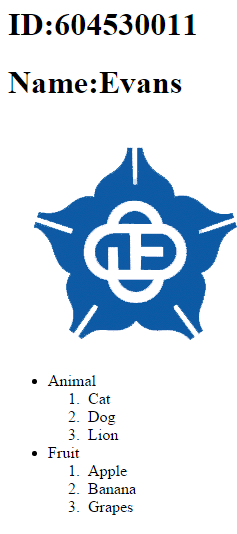 ID:604530011
Name:Evans
Animal
1. Cat
2. Dog
3. Lion
Fruit
1. Apple
2. Banana
3. Grapes